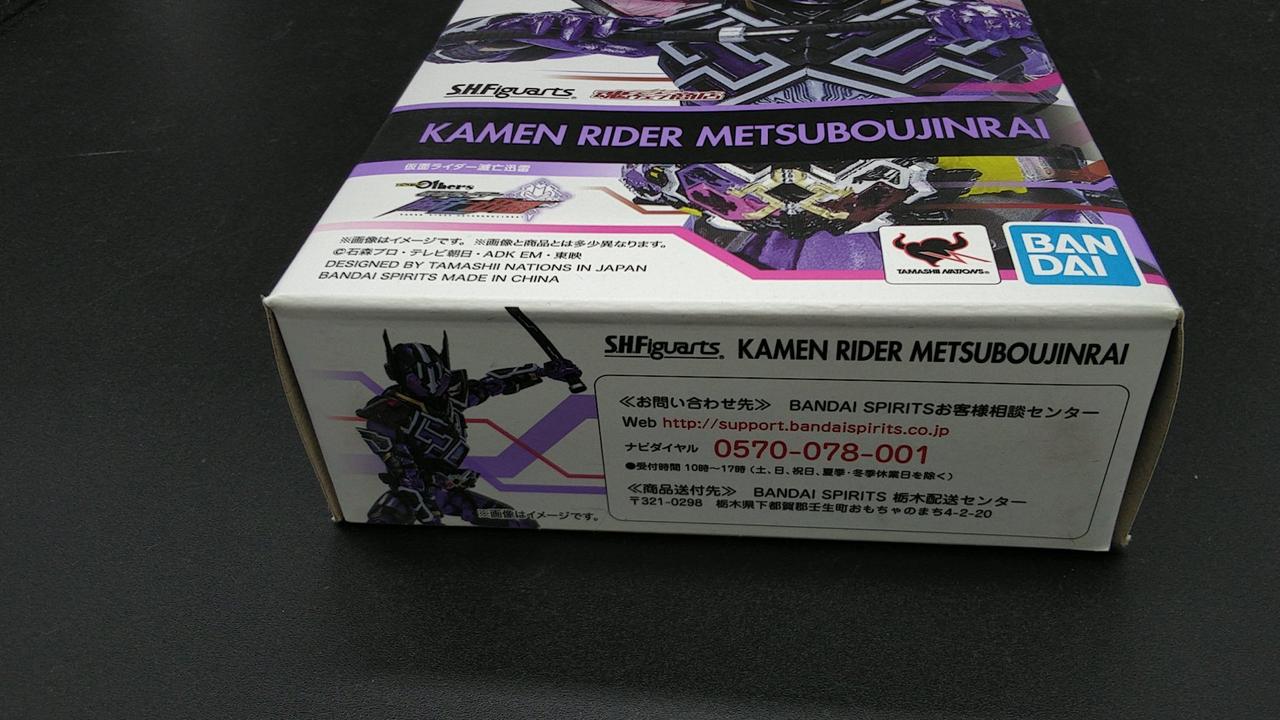 S.H.Figuarts 魂ウェブ商店
KAMEN RIDER METSUBOUJINRAI
仮面ライダー滅亡迅雷
Others
※画像はイメージです。 ※画像と商品とは多少異なります。
©石森プロ・テレビ朝日・ADK EM・東映
DESIGNED BY TAMASHII NATIONS IN JAPAN
BANDAI SPIRITS MADE IN CHINA
TAMASHII NATIONS
BAN
DAI
S.H.Figuarts. KAMEN RIDER METSUBOUJINRAI
≪お問い合わせ先≫ BANDAI SPIRITSお客様相談センター
Web http://support.bandaispirits.co.jp
ナビダイヤル 0570-078-001
●受付時間 10時～17時 (土、日、祝日、夏季・冬季休業日を除く)
≪商品送付先≫ BANDAI SPIRITS 栃木配送センター
〒321-0298 栃木県下都賀郡壬生町おもちゃのまち4-2-20
※画像はイメージです。